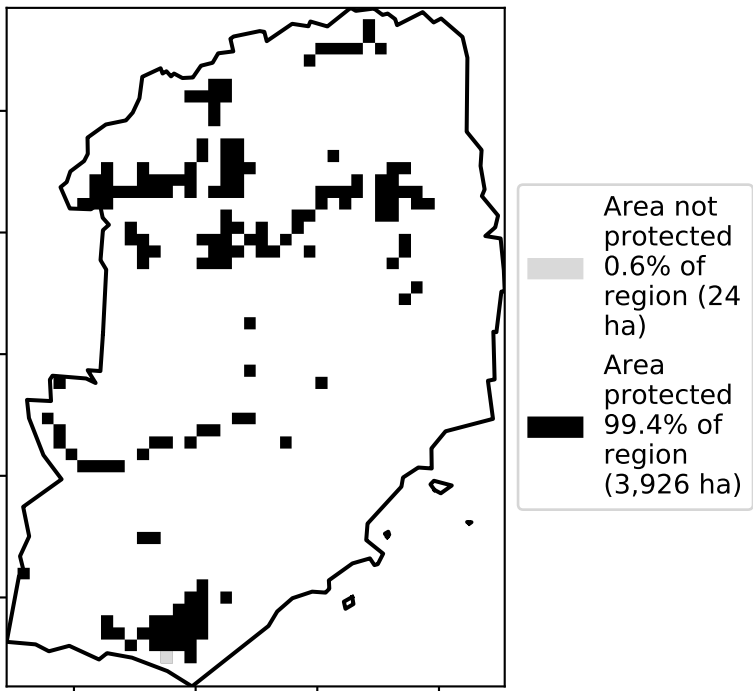 Area not
protected
0.6% of
region (24
ha)
Area
protected
99.4% of
region
(3,926 ha)